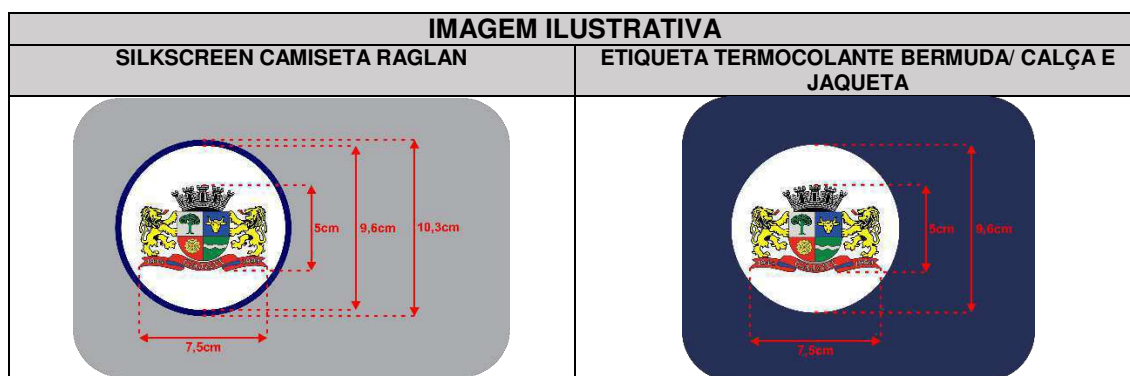 IMAGEM ILUSTRATIVA
SILKSCREEN CAMISETA RAGLAN
ETIQUETA TERMOCOLANTE BERMUDA/ CALÇA E
JAQUETA
5cm
9,6cm
10,3cm
7,5cm
5cm
9,6cm
7,5cm